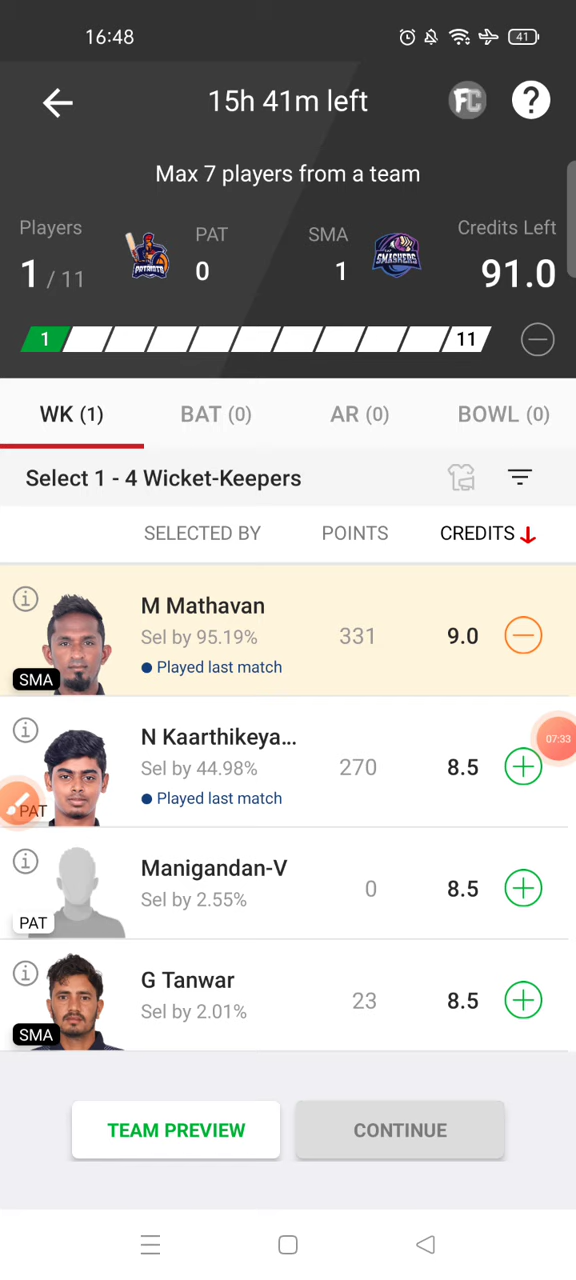 16:48
41
15h 41m left
FC
?
Max 7 players from a team
Players
PAT
SMA
Credits Left
1 / 11
PATRIOTS
0
1
SMASHERS
91.0
1
11
WK (1)
BAT (0)
AR (0)
BOWL (0)
Select 1 - 4 Wicket-Keepers
SELECTED BY
POINTS
CREDITS
M Mathavan
Sel by 95.19%
331
9.0
Played last match
SMA
N Kaarthikeya...
07:33
Sel by 44.98%
270
8.5
Played last match
PAT
Manigandan-V
Sel by 2.55%
0
8.5
PAT
G Tanwar
Sel by 2.01%
23
8.5
SMA
TEAM PREVIEW
CONTINUE